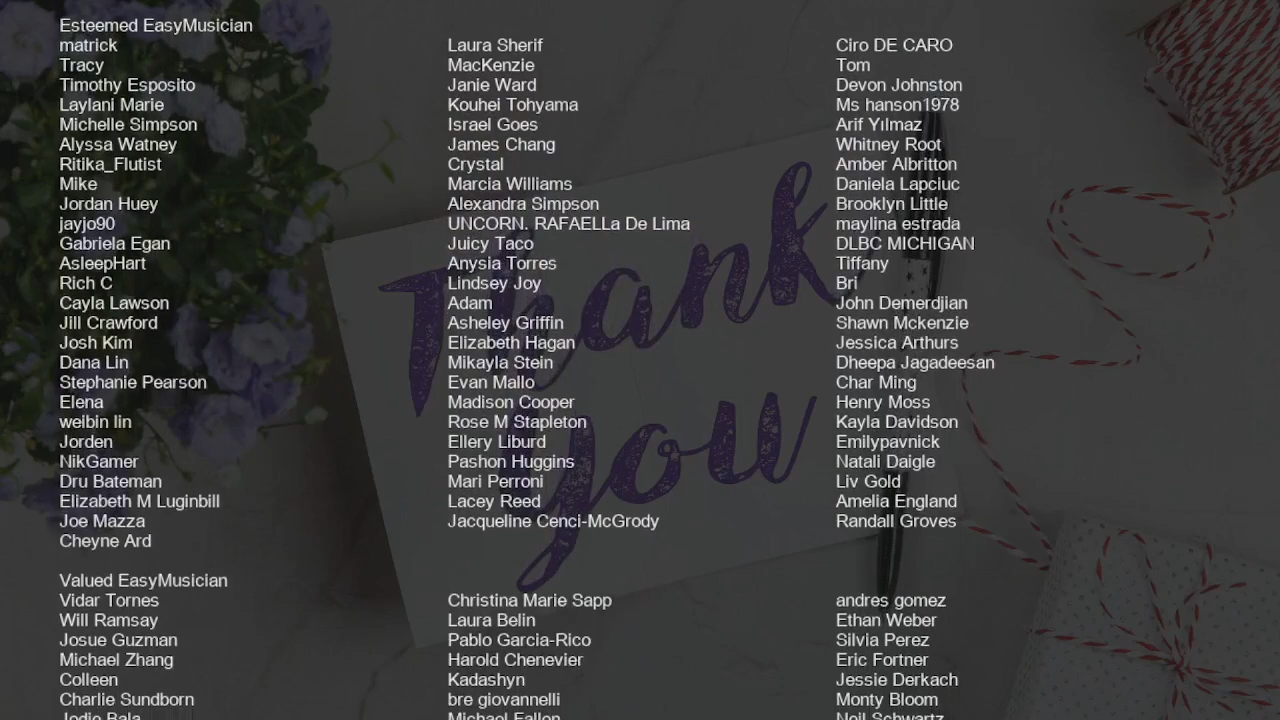 Esteemed EasyMusician
matrick
Tracy
Timothy Esposito
Laylani Marie
Michelle Simpson
Alyssa Watney
Ritika_Flutist
Mike
Jordan Huey
jayjo90
Gabriela Egan
AsleepHart
Rich C
Cayla Lawson
Jill Crawford
Josh Kim
Dana Lin
Stephanie Pearson
Elena
weibin lin
Jorden
NikGamer
Dru Bateman
Elizabeth M Luginbill
Joe Mazza
Cheyne Ard
Laura Sherif
MacKenzie
Janie Ward
Kouhei Tohyama
Israel Goes
James Chang
Crystal
Marcia Williams
Alexandra Simpson
UNCORN. RAFAELLa De Lima
Juicy Taco
Anysia Torres
Lindsey Joy
Adam
Asheley Griffin
Elizabeth Hagan
Mikayla Stein
Evan Mallo
Madison Cooper
Rose M Stapleton
Ellery Liburd
Pashon Huggins
Mari Perroni
Lacey Reed
Jacqueline Cenci-McGrody
Ciro DE CARO
Tom
Devon Johnston
Ms hanson1978
Arif Yılmaz
Whitney Root
Amber Albritton
Daniela Lapciuc
Brooklyn Little
maylina estrada
DLBC MICHIGAN
Tiffany
Bri
John Demerdjian
Shawn Mckenzie
Jessica Arthurs
Dheepa Jagadeesan
Char Ming
Henry Moss
Kayla Davidson
Emilypavnick
Natali Daigle
Liv Gold
Amelia England
Randall Groves
Thank
you
Valued EasyMusician
Vidar Tornes
Will Ramsay
Josue Guzman
Michael Zhang
Colleen
Charlie Sundborn
Jodie Bala
Christina Marie Sapp
Laura Belin
Pablo Garcia-Rico
Harold Chenevier
Kadashyn
bre giovannelli
Michael Fallon
andres gomez
Ethan Weber
Silvia Perez
Eric Fortner
Jessie Derkach
Monty Bloom
Neil Schwartz